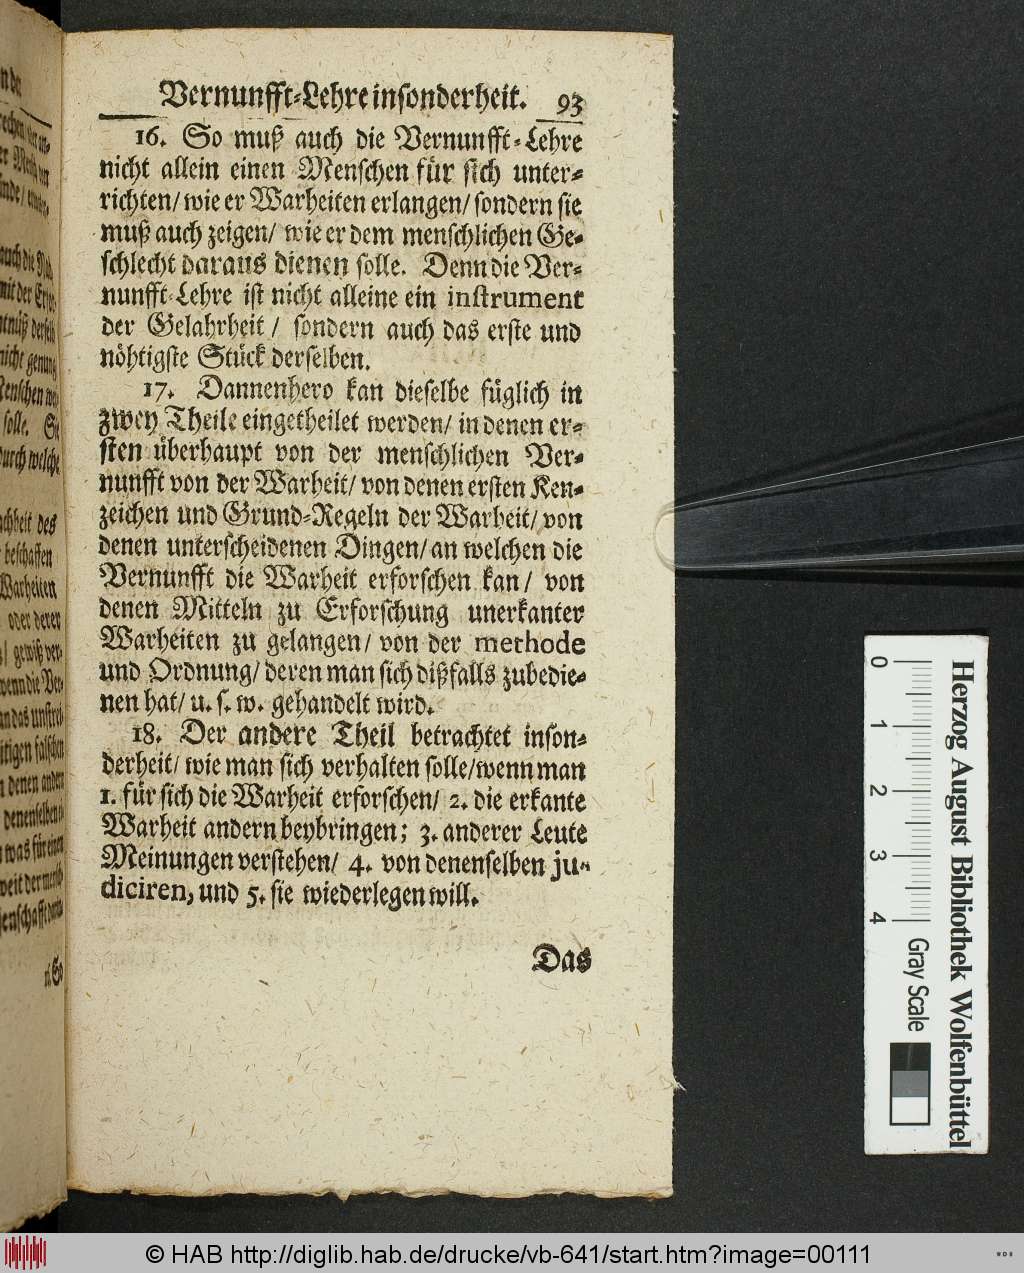 Vernunfft-Lehre insonderheit. 93
16. So muß auch die Vernunfft-Lehre
nicht allein einen Menschen für sich unter-
richten/ wie er Warheiten erlangen/ sondern sie
muß auch zeigen/ wie er dem menschlichen Ge-
schlecht daraus dienen solle. Denn die Ver-
nunfft-Lehre ist nicht alleine ein instrument
der Gelahrheit/ sondern auch das erste und
nöhtigste Stück derselben.
17. Dannenhero kan dieselbe füglich in
zwey Theile eingetheilet werden/ in denen er-
sten überhaupt von der menschlichen Ver-
nunfft von der Warheit/ von denen ersten Ken-
zeichen und Grund-Regeln der Warheit/ von
denen unterscheidenen Dingen/ an welchen die
Vernunfft die Warheit erforschen kan/ von
denen Mitteln zu Erforschung unerkanter
Warheiten zu gelangen/ von der methode
und Ordnung/ deren man sich dißfalls zubedie-
nen hat/ u. s. w. gehandelt wird.
18. Der andere Theil betrachtet inson-
derheit/ wie man sich verhalten solle/ wenn man
1. für sich die Warheit erforschen/ 2. die erkante
Warheit andern beybringen; 3. anderer Leute
Meinungen verstehen/ 4. von denenselben ju-
diciren, und 5. sie wiederlegen will.
Das
0 1 2 3 4 Gray Scale
Herzog August Bibliothek Wolfenbüttel
© HAB http://diglib.hab.de/drucke/vb-641/start.htm?image=00111